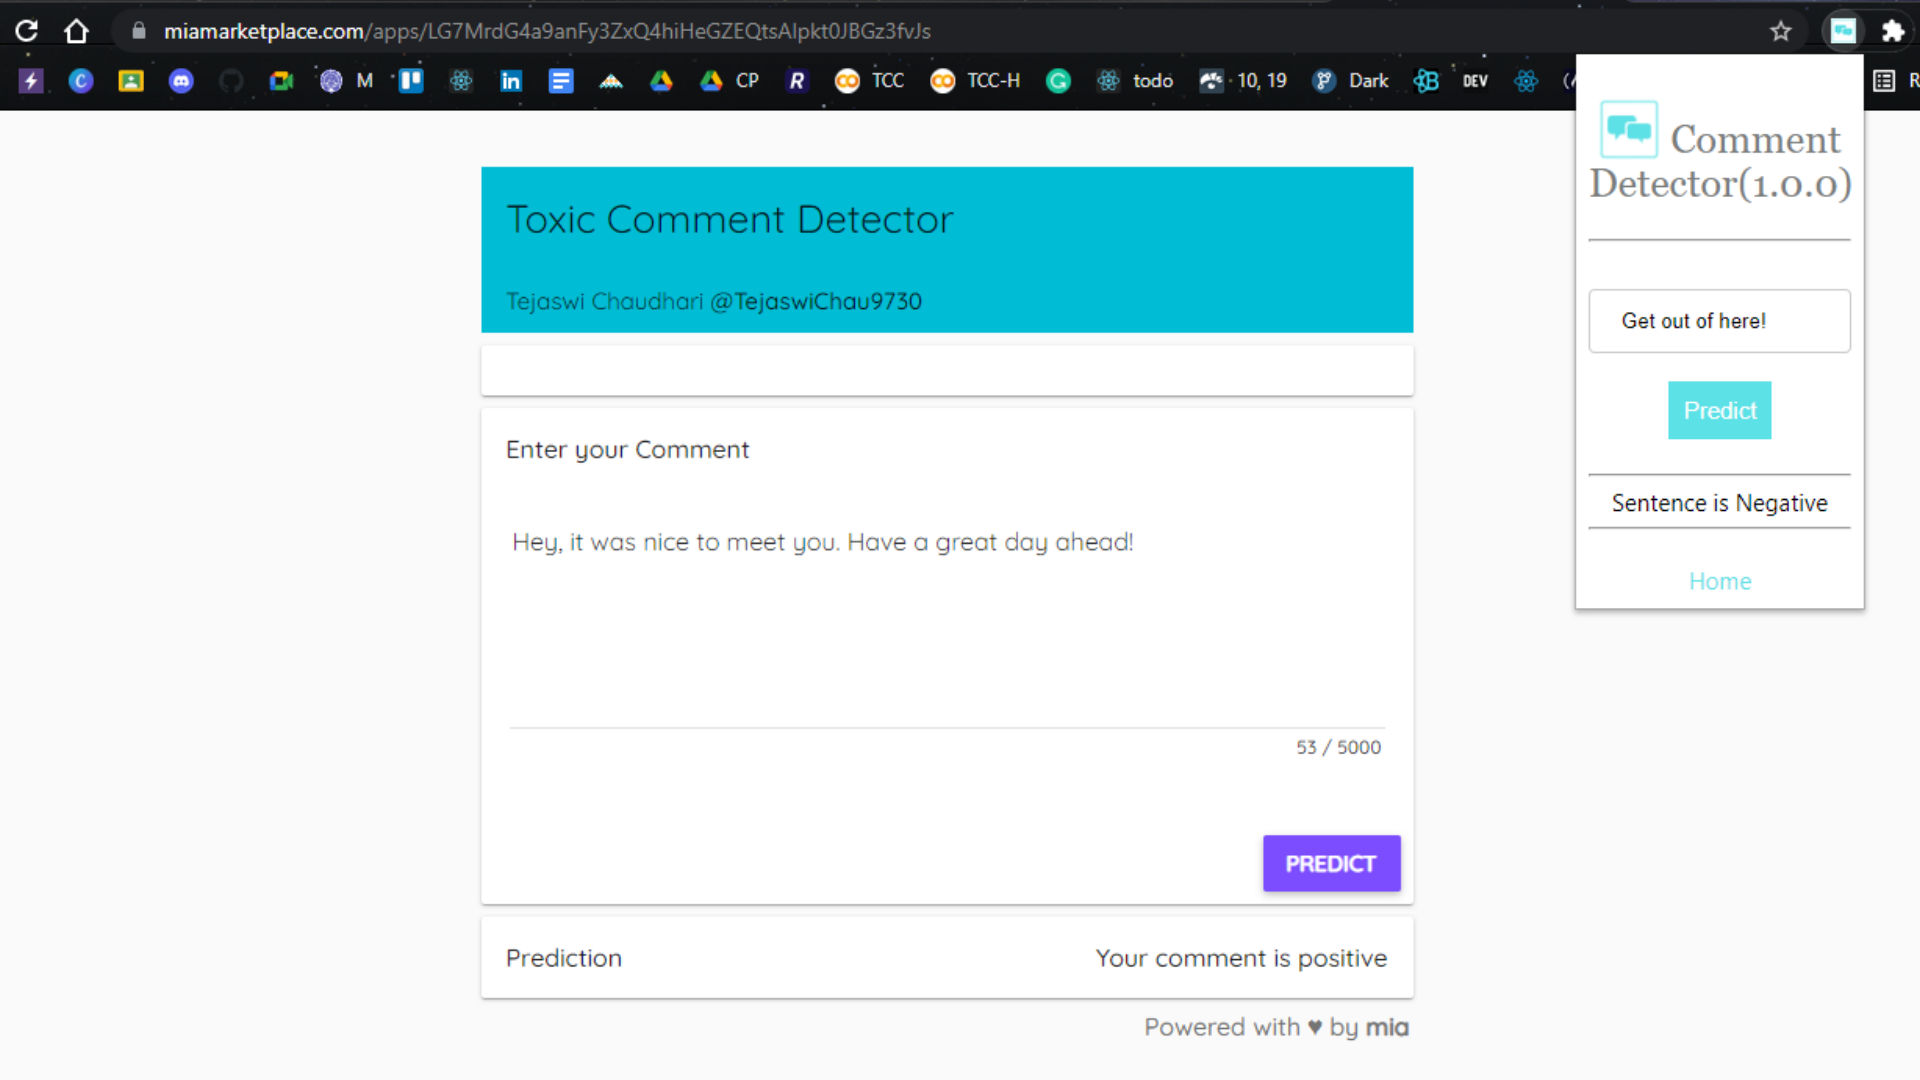 miamarketplace.com/apps/LG7MrdG4a9anFy3ZxQ4hiHeGZEQtsAIpkt0JBGz3fvJs
M CP R TCC TCC-H todo 10, 19 Dark DEV
Toxic Comment Detector
Tejaswi Chaudhari @TejaswiChau9730
Enter your Comment
Hey, it was nice to meet you. Have a great day ahead!
53 / 5000
PREDICT
Prediction Your comment is positive
Powered with ♥ by mia
Comment
Detector(1.0.0)
Get out of here!
Predict
Sentence is Negative
Home